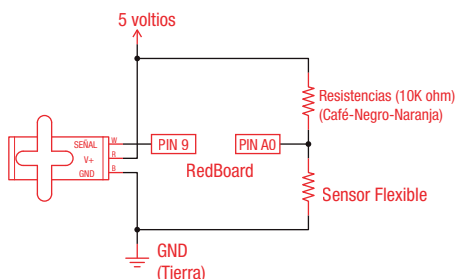 5 voltios
Resistencias (10K ohm)
(Café-Negro-Naranja)
SEÑAL
W
PIN 9
PIN A0
V+
R
RedBoard
GND
B
Sensor Flexible
GND
(Tierra)